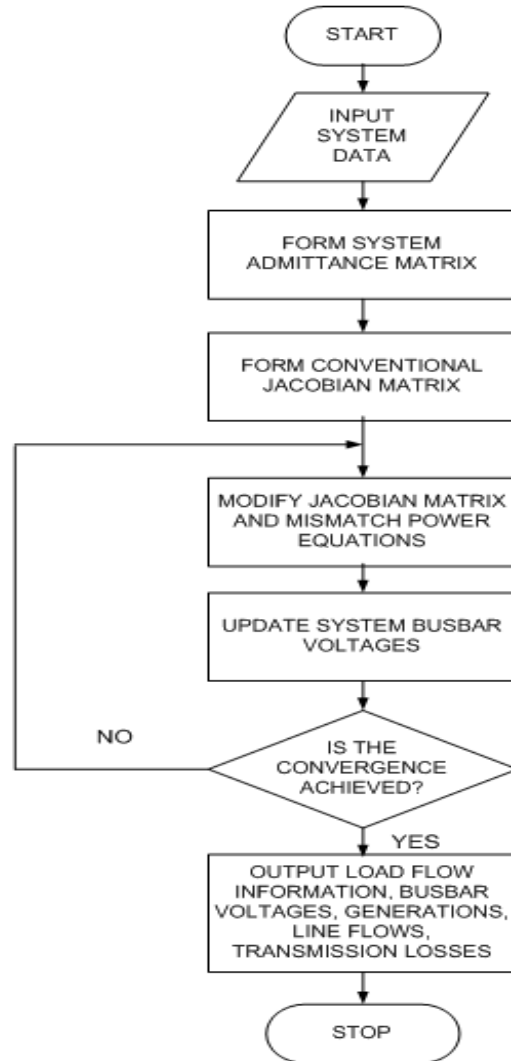 START
INPUT
SYSTEM
DATA
FORM SYSTEM
ADMITTANCE MATRIX
FORM CONVENTIONAL
JACOBIAN MATRIX
MODIFY JACOBIAN MATRIX
AND MISMATCH POWER
EQUATIONS
UPDATE SYSTEM BUSBAR
VOLTAGES
NO
IS THE
CONVERGENCE
ACHIEVED?
YES
OUTPUT LOAD FLOW
INFORMATION, BUSBAR
VOLTAGES, GENERATIONS,
LINE FLOWS,
TRANSMISSION LOSSES
STOP